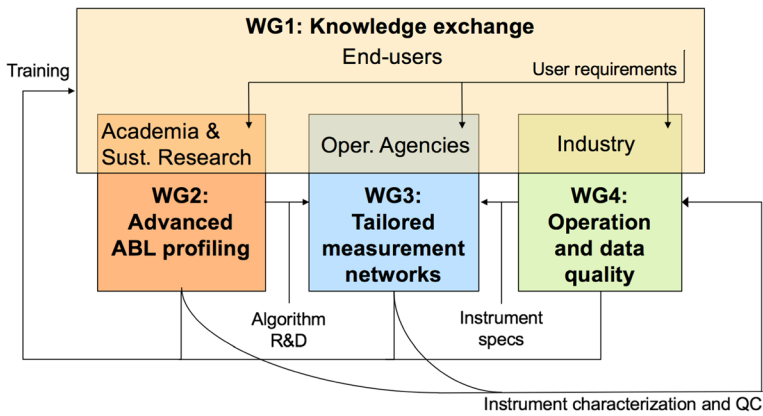 WG1: Knowledge exchange
End-users
Training
User requirements
Academia &
Sust. Research
Oper. Agencies
Industry
WG2:
Advanced
ABL profiling
WG3:
Tailored
measurement
networks
WG4:
Operation
and data
quality
Algorithm
R&D
Instrument
specs
Instrument characterization and QC